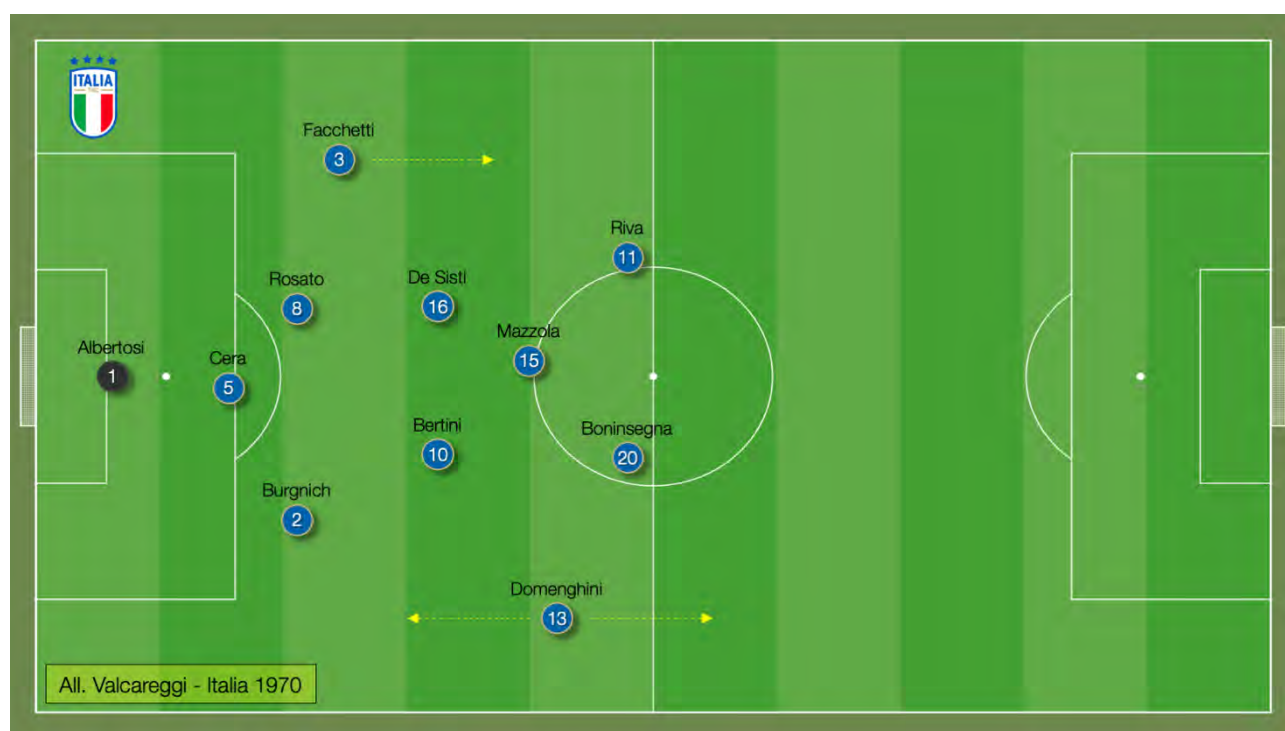 ITALIA
Facchetti
3
Riva
11
Rosato
8
De Sisti
16
Mazzola
15
Albertosi
1
Cera
5
Bertini
10
Boninsegna
20
Burgnich
2
Domenghini
13
All. Valcareggi - Italia 1970